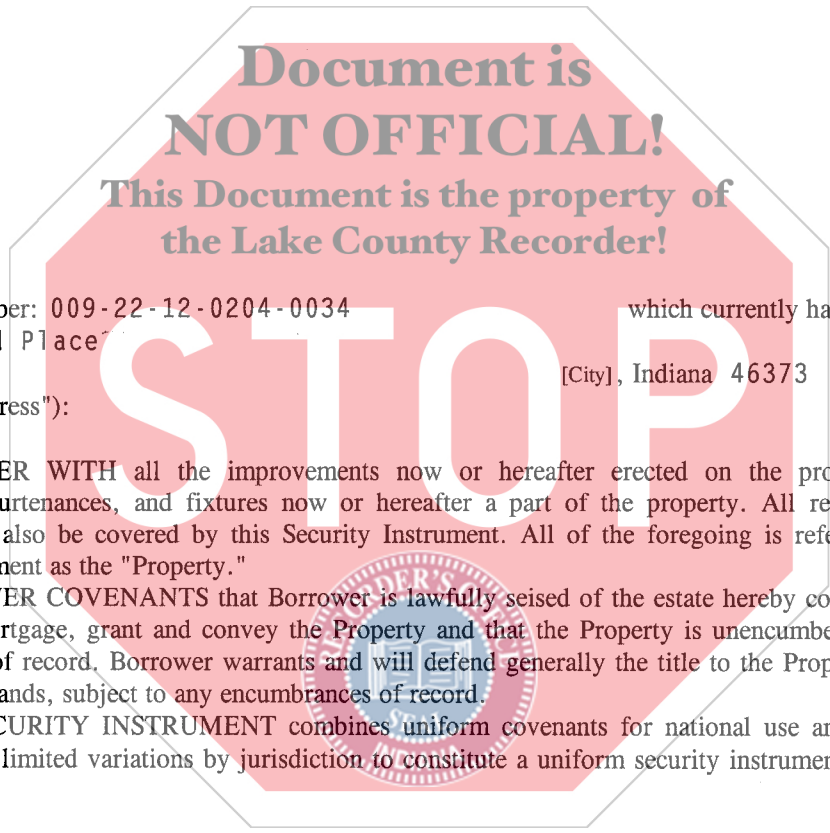 Document is
NOT OFFICIAL!
This Document is the property of
the Lake County Recorder!
ber: 009-22-12-0204-0034 which currently ha
d Place
[City], Indiana 46373
ress"):
STOP
ER WITH all the improvements now or hereafter erected on the pro
urtenances, and fixtures now or hereafter a part of the property. All re
also be covered by this Security Instrument. All of the foregoing is refe
ment as the "Property."
VER COVENANTS that Borrower is lawfully seised of the estate hereby co
rtgage, grant and convey the Property and that the Property is unencumbe
of record. Borrower warrants and will defend generally the title to the Prop
ands, subject to any encumbrances of record.
CURITY INSTRUMENT combines uniform covenants for national use an
limited variations by jurisdiction to constitute a uniform security instrumen
SEAL
INDIANA